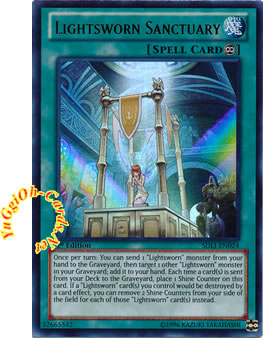 LIGHTSWORN SANCTUARY
[SPELL CARD]
YuGiOh-Cards.Net
1st Edition
SDLI-EN024
Once per turn: You can send 1 "Lightsworn" monster from your
hand to the Graveyard, then target 1 other "Lightsworn" monster
in your Graveyard; add it to your hand. Each time a card(s) is sent
from your Deck to the Graveyard, place 1 Shine Counter on this
card. If a "Lightsworn" card(s) you control would be destroyed by
a card effect, you can remove 2 Shine Counters from your side of
the field for each of those "Lightsworn" card(s) instead.
52665542
©1996 KAZUKI TAKAHASHI